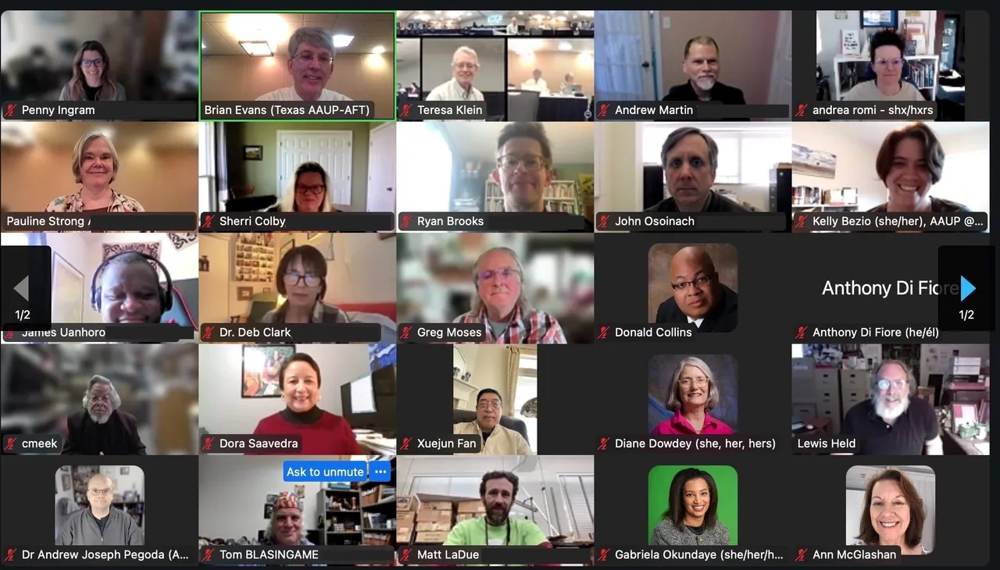 Penny Ingram
Brian Evans (Texas AAUP-AFT)
Teresa Klein
Andrew Martin
andrea romi - shx/hxrs
Pauline Strong
Sherri Colby
Ryan Brooks
John Osoinach
Kelly Bezio (she/her), AAUP @...
1/2
James Uanhoro
Dr. Deb Clark
Greg Moses
Donald Collins
Anthony Di Fiore
Anthony Di Fiore (he/él)
1/2
cmeek
Dora Saavedra
Xuejun Fan
Diane Dowdey (she, her, hers)
Lewis Held
Dr Andrew Joseph Pegoda (A...
Ask to unmute ...
Tom BLASINGAME
Matt LaDue
Gabriela Okundaye (she/her/h...
Ann McGlashan